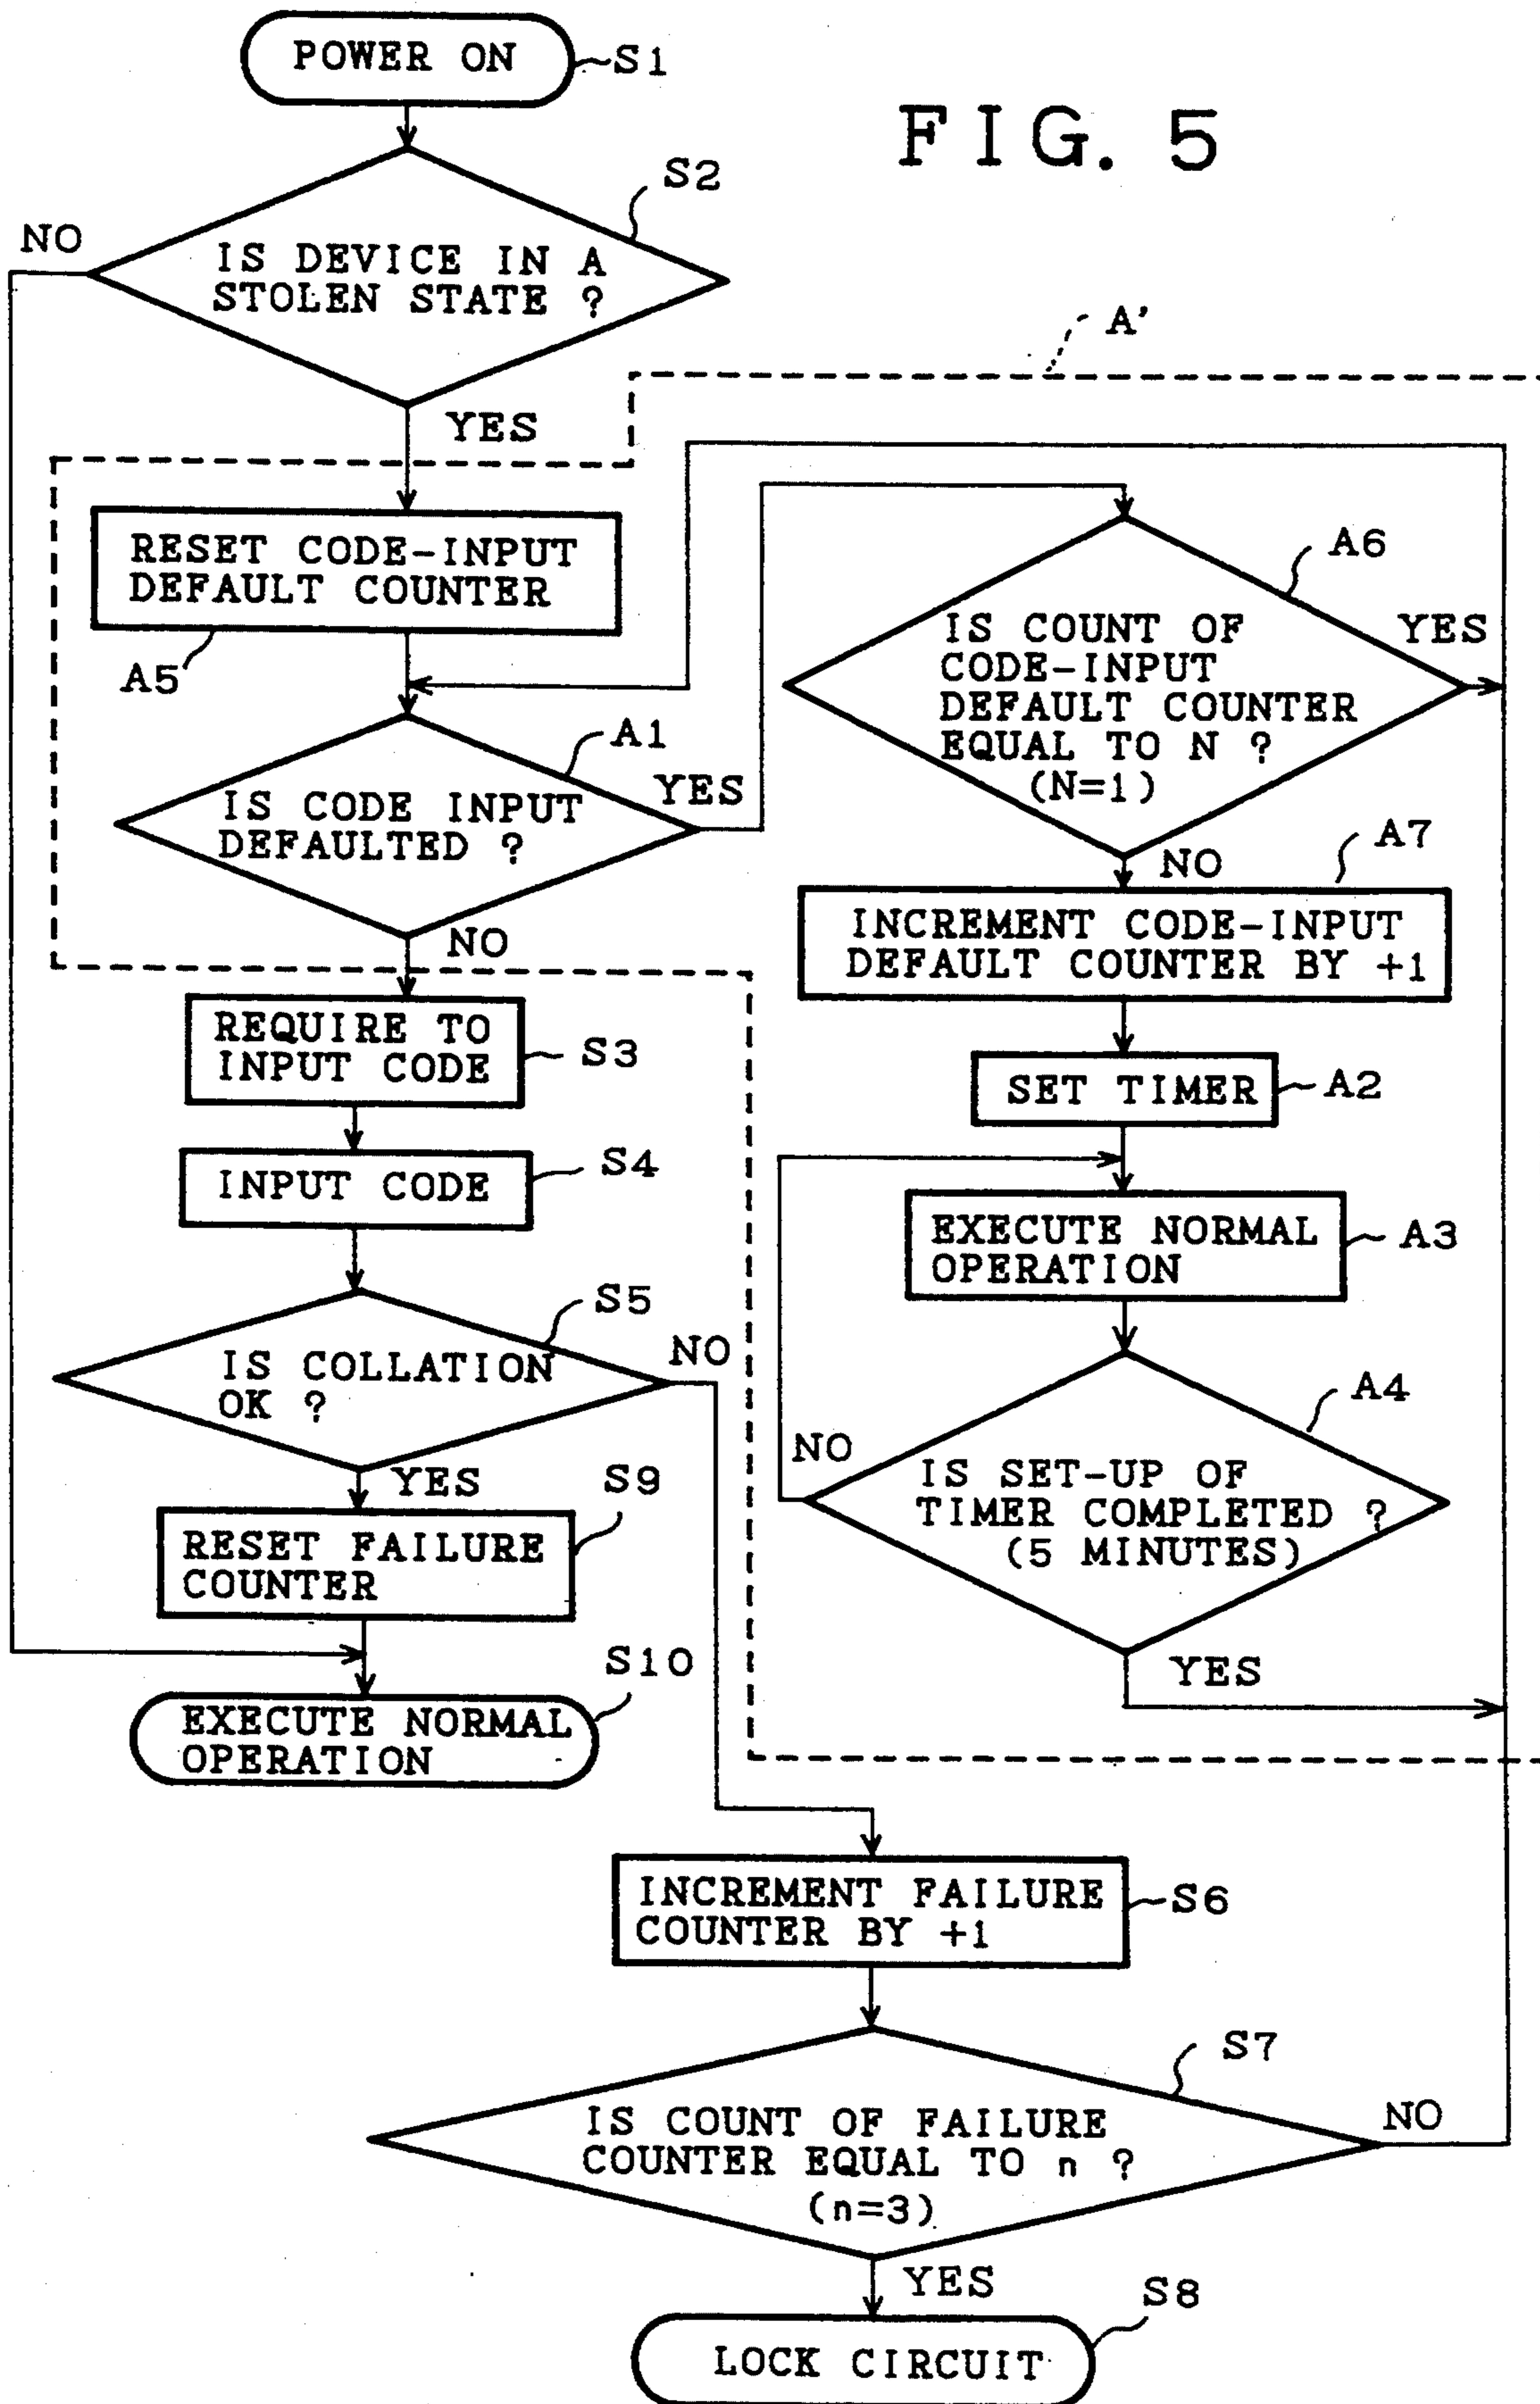 POWER ON
S1
FIG. 5
S2
NO
IS DEVICE IN A
STOLEN STATE ?
A'
YES
RESET CODE-INPUT
DEFAULT COUNTER
A5
A6
IS COUNT OF
CODE-INPUT
DEFAULT COUNTER
EQUAL TO N ?
(N=1)
YES
A1
YES
IS CODE INPUT
DEFAULTED ?
NO
NO
A7
INCREMENT CODE-INPUT
DEFAULT COUNTER BY +1
REQUIRE TO
INPUT CODE
S3
SET TIMER
A2
INPUT CODE
S4
EXECUTE NORMAL
OPERATION
A3
S5
IS COLLATION
OK ?
NO
YES
A4
NO
IS SET-UP OF
TIMER COMPLETED ?
(5 MINUTES)
YES
S9
RESET FAILURE
COUNTER
S10
EXECUTE NORMAL
OPERATION
INCREMENT FAILURE
COUNTER BY +1
S6
S7
IS COUNT OF FAILURE
COUNTER EQUAL TO n ?
(n=3)
NO
YES
S8
LOCK CIRCUIT